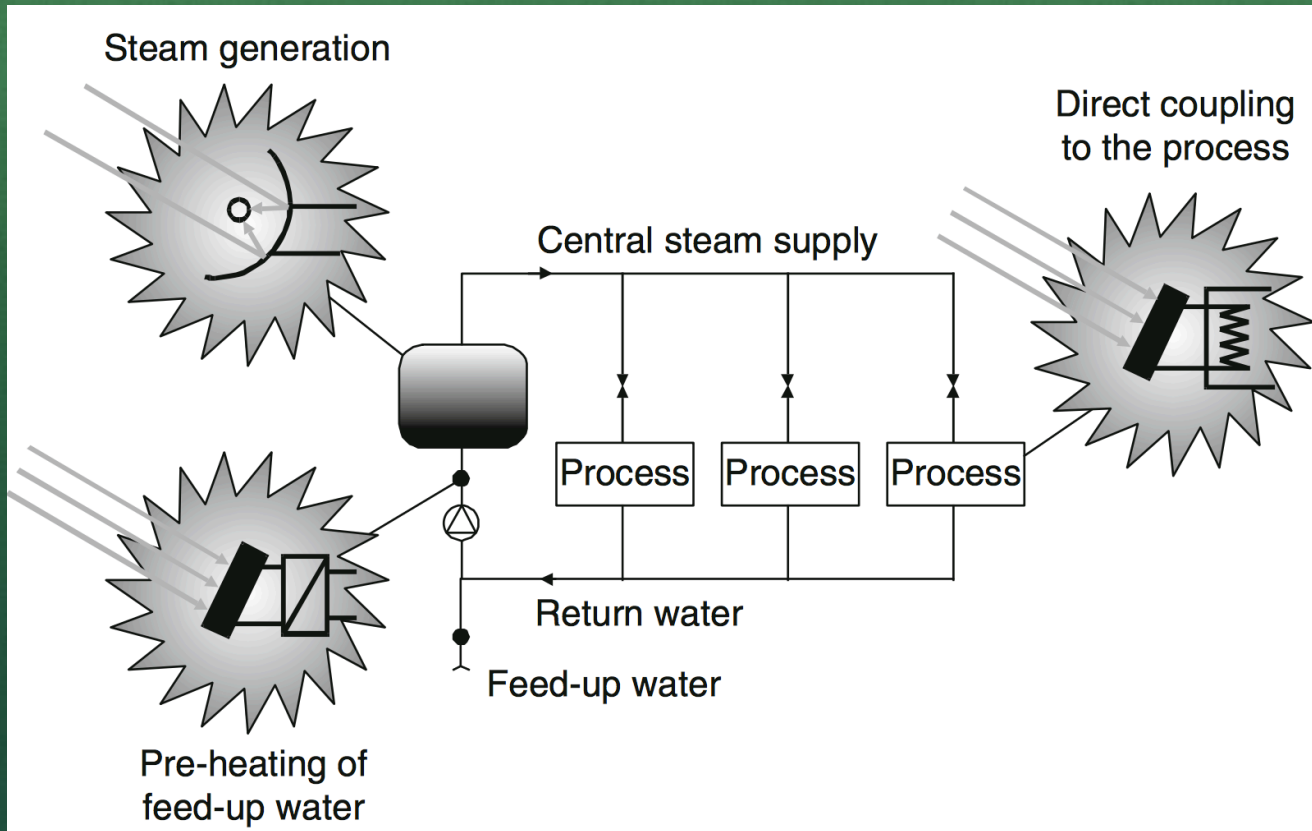 Steam generation
Direct coupling
to the process
Central steam supply
Process
Process
Process
Return water
Feed-up water
Pre-heating of
feed-up water